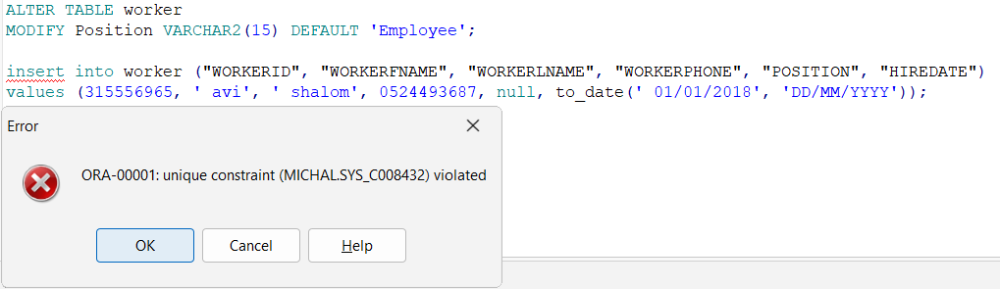 ALTER TABLE worker
MODIFY Position VARCHAR2(15) DEFAULT 'Employee';
insert into worker ("WORKERID", "WORKERFNAME", "WORKERLNAME", "WORKERPHONE", "POSITION", "HIREDATE")
values (315556965, ' avi', ' shalom', 0524493687, null, to_date(' 01/01/2018', 'DD/MM/YYYY'));
Error
ORA-00001: unique constraint (MICHAL.SYS_C008432) violated
OK Cancel Help